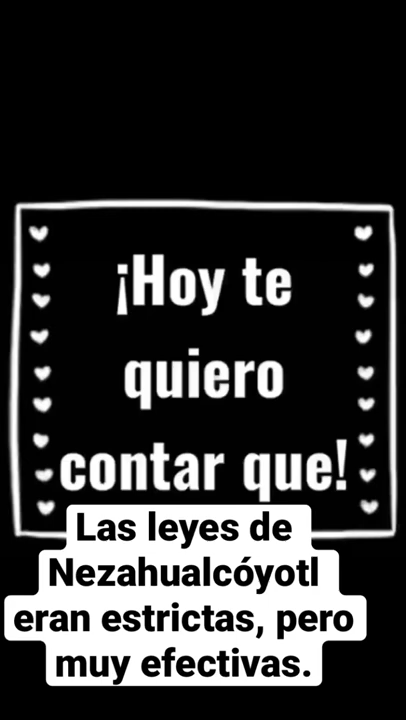 ¡Hoy te
quiero
contar que!
Las leyes de
Nezahualcóyotl
eran estrictas, pero
muy efectivas.